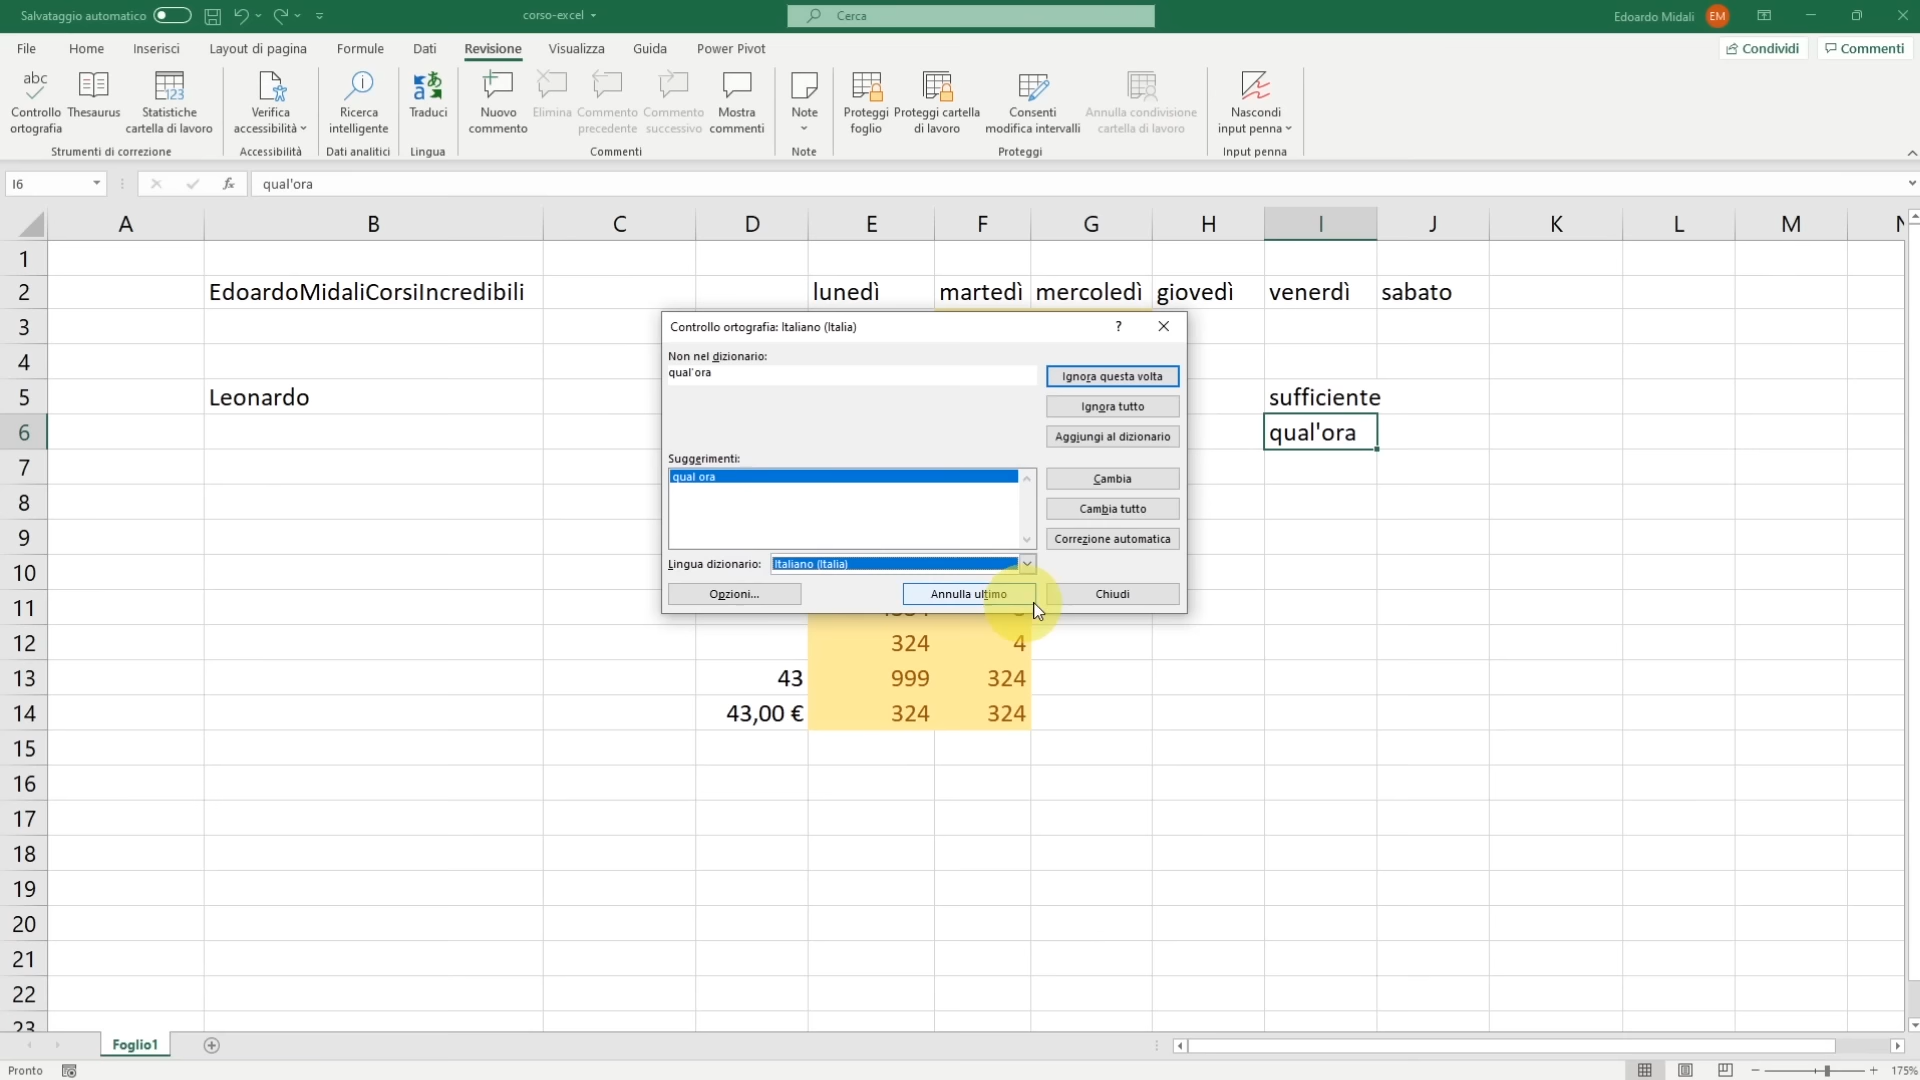 Salvataggio automatico
corso-excel
Cerca
Edoardo Midali
EM
File
Home
Inserisci
Layout di pagina
Formule
Dati
Revisione
Visualizza
Guida
Power Pivot
Condividi
Commenti
abc
Controllo
ortografia
Thesaurus
123
Statistiche
cartella di lavoro
Strumenti di correzione
Verifica
accessibilità
Accessibilità
Ricerca
intelligente
Dati analitici
Traduci
Lingua
Nuovo
commento
Elimina
Commento
precedente
Commento
successivo
Mostra
commenti
Commenti
Note
Note
Proteggi
foglio
Proteggi cartella
di lavoro
Consenti
modifica intervalli
Annulla condivisione
cartella di lavoro
Proteggi
Nascondi
input penna
Input penna
I6
fx
qual'ora
A B C D E F G H I J K L M N
1
2 EdoardoMidaliCorsiIncredibili lunedì martedì mercoledì giovedì venerdì sabato
3
4
5 Leonardo sufficiente
6 qual'ora
7
8
9
10
11
12 324 4
13 43 999 324
14 43,00 € 324 324
15
16
17
18
19
20
21
22
23
Controllo ortografia: Italiano (Italia)
?
Non nel dizionario:
qual'ora
Ignora questa volta
Ignora tutto
Aggiungi al dizionario
Suggerimenti:
qual ora
Cambia
Cambia tutto
Correzione automatica
Lingua dizionario: Italiano (Italia)
Opzioni...
Annulla ultimo
Chiudi
Foglio1
Pronto
175%